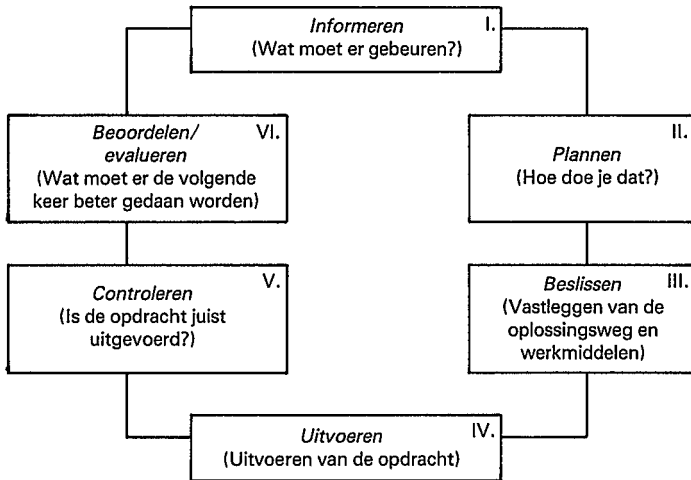 Informeren I.
(Wat moet er gebeuren?)
II.
Plannen
(Hoe doe je dat?)
Beslissen III.
(Vastleggen van de
oplossingsweg en
werkmiddelen)
Uitvoeren IV.
(Uitvoeren van de opdracht)
V.
Controleren
(Is de opdracht juist
uitgevoerd?)
Beoordelen/ VI.
evalueren
(Wat moet er de volgende
keer beter gedaan worden)